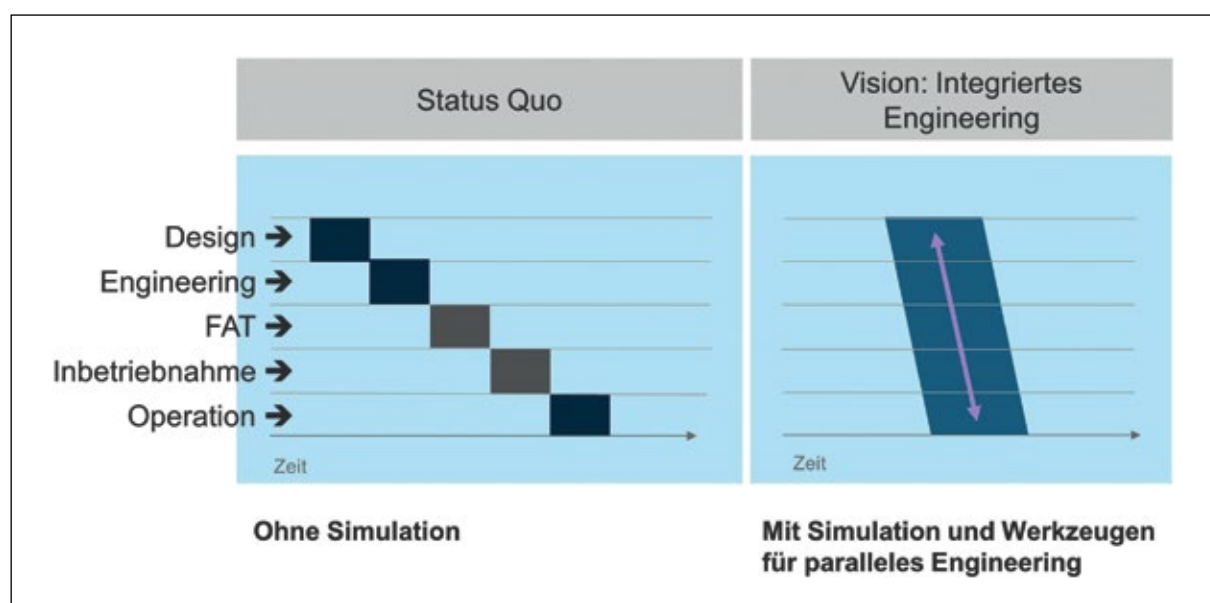 Status Quo
Vision: Integriertes
Engineering
Design ➔
Engineering ➔
FAT ➔
Inbetriebnahme ➔
Operation ➔
Zeit
Zeit
Ohne Simulation
Mit Simulation und Werkzeugen
für paralleles Engineering